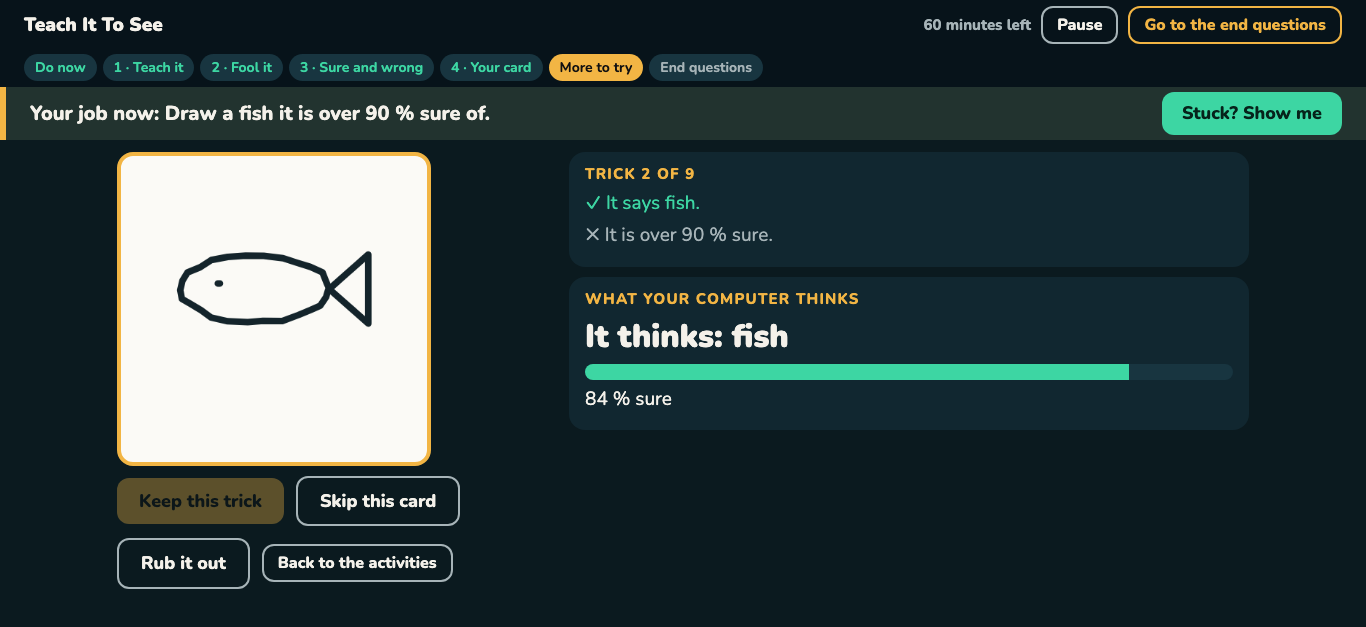 Teach It To See
60 minutes left
Pause
Go to the end questions
Do now
1 · Teach it
2 · Fool it
3 · Sure and wrong
4 · Your card
More to try
End questions
Your job now: Draw a fish it is over 90 % sure of.
Stuck? Show me
TRICK 2 OF 9
✓ It says fish.
✕ It is over 90 % sure.
WHAT YOUR COMPUTER THINKS
It thinks: fish
84 % sure
Keep this trick
Skip this card
Rub it out
Back to the activities